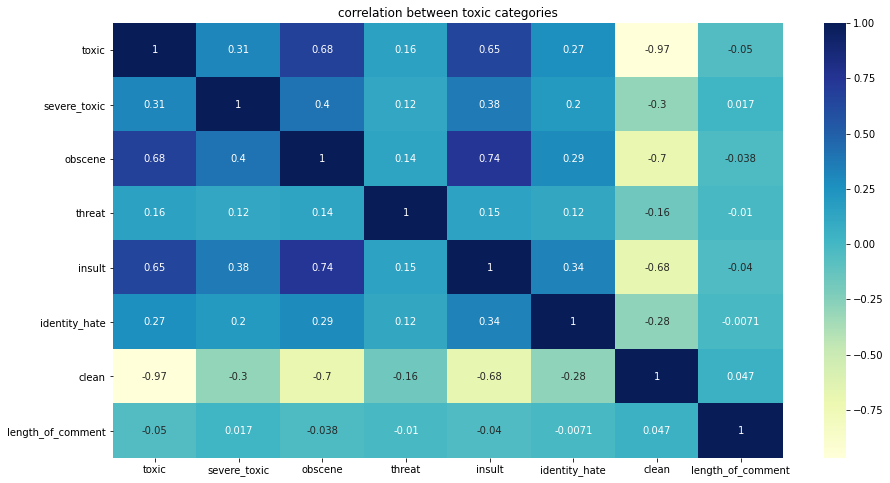 correlation between toxic categories
toxic 1 0.31 0.68 0.16 0.65 0.27 -0.97 -0.05
severe_toxic 0.31 1 0.4 0.12 0.38 0.2 -0.3 0.017
obscene 0.68 0.4 1 0.14 0.74 0.29 -0.7 -0.038
threat 0.16 0.12 0.14 1 0.15 0.12 -0.16 -0.01
insult 0.65 0.38 0.74 0.15 1 0.34 -0.68 -0.04
identity_hate 0.27 0.2 0.29 0.12 0.34 1 -0.28 -0.0071
clean -0.97 -0.3 -0.7 -0.16 -0.68 -0.28 1 0.047
length_of_comment -0.05 0.017 -0.038 -0.01 -0.04 -0.0071 0.047 1
toxic severe_toxic obscene threat insult identity_hate clean length_of_comment
1.00
0.75
0.50
0.25
0.00
-0.25
-0.50
-0.75